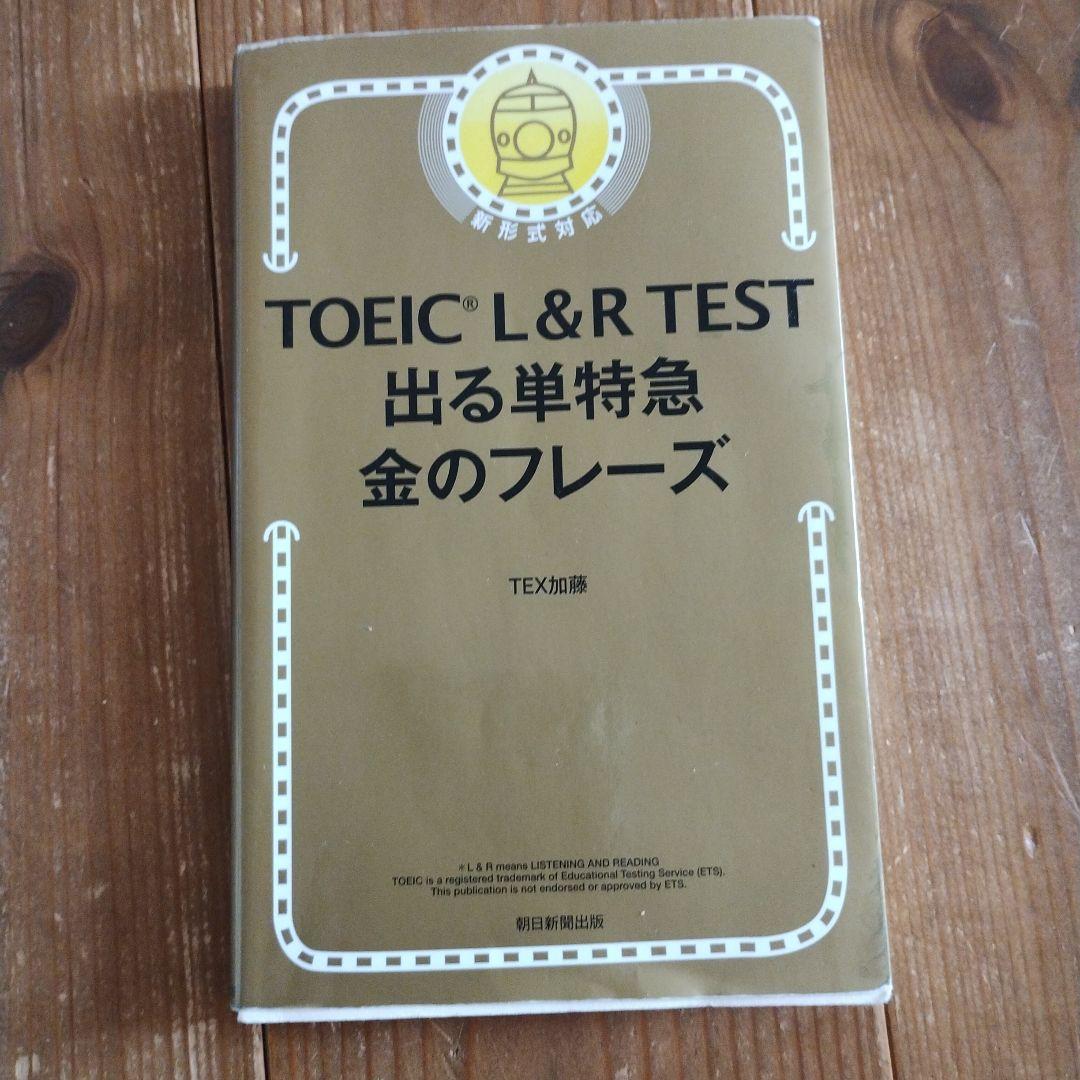 新形式対応
TOEIC® L&R TEST
出る単特急
金のフレーズ
TEX加藤
＊L & R means LISTENING AND READING
TOEIC is a registered trademark of Educational Testing Service (ETS).
This publication is not endorsed or approved by ETS.
朝日新聞出版